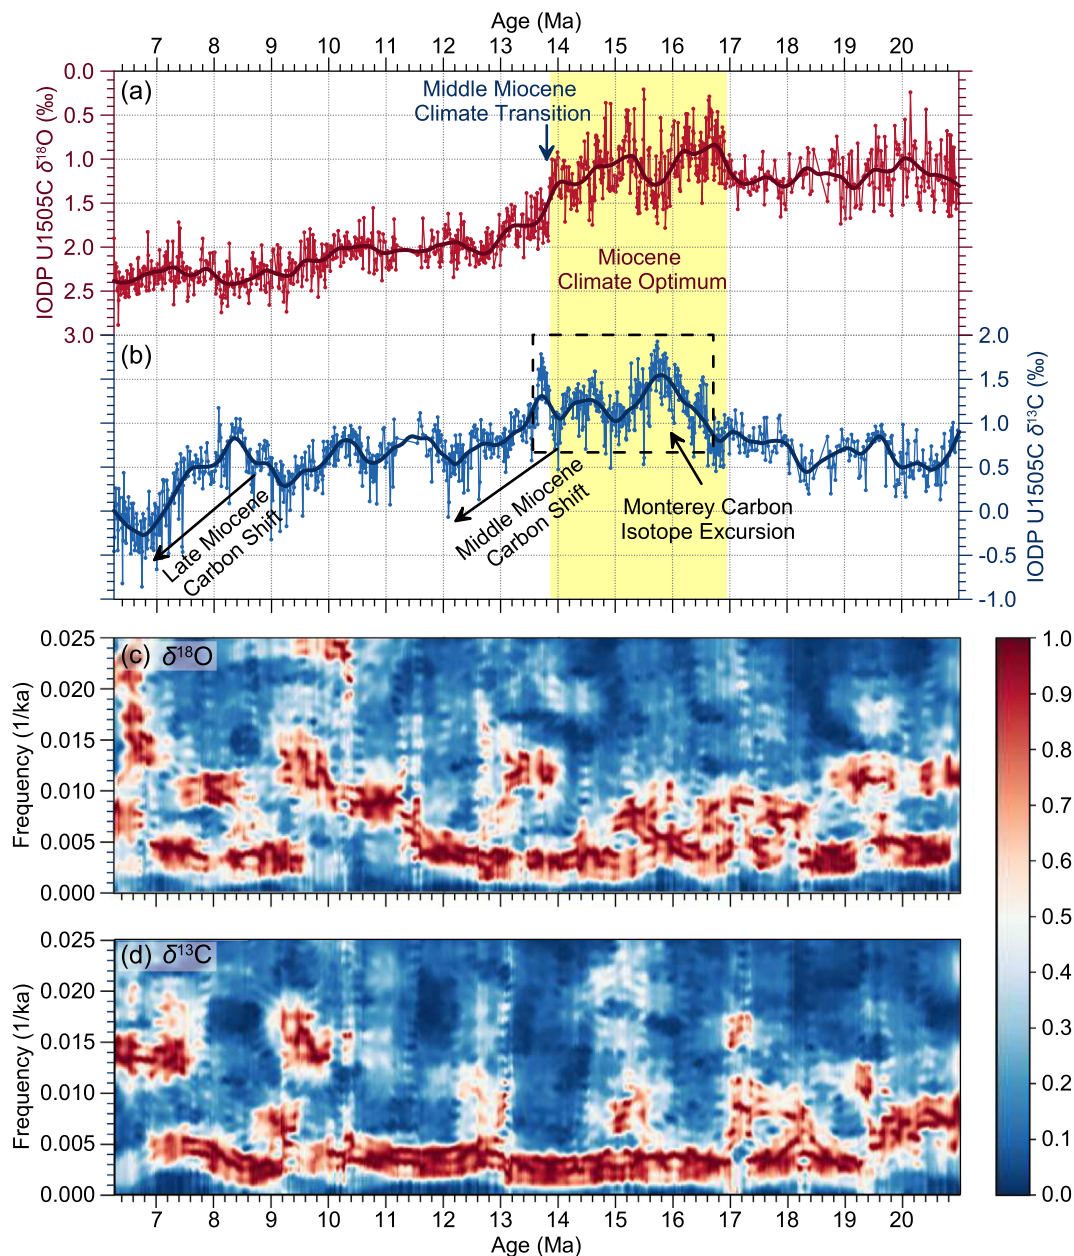 Age (Ma)
7 8 9 10 11 12 13 14 15 16 17 18 19 20
(a)
IODP U1505C δ¹⁸O (‰)
0.0
0.5
1.0
1.5
2.0
2.5
3.0
Middle Miocene
Climate Transition
Miocene
Climate Optimum
(b)
2.0
1.5
1.0
0.5
0.0
-0.5
-1.0
IODP U1505C δ¹³C (‰)
Late Miocene
Carbon Shift
Middle Miocene
Carbon Shift
Monterey Carbon
Isotope Excursion
(c) δ¹⁸O
Frequency (1/ka)
0.025
0.020
0.015
0.010
0.005
0.000
(d) δ¹³C
Frequency (1/ka)
0.025
0.020
0.015
0.010
0.005
0.000
7 8 9 10 11 12 13 14 15 16 17 18 19 20
Age (Ma)
1.0
0.9
0.8
0.7
0.6
0.5
0.4
0.3
0.2
0.1
0.0